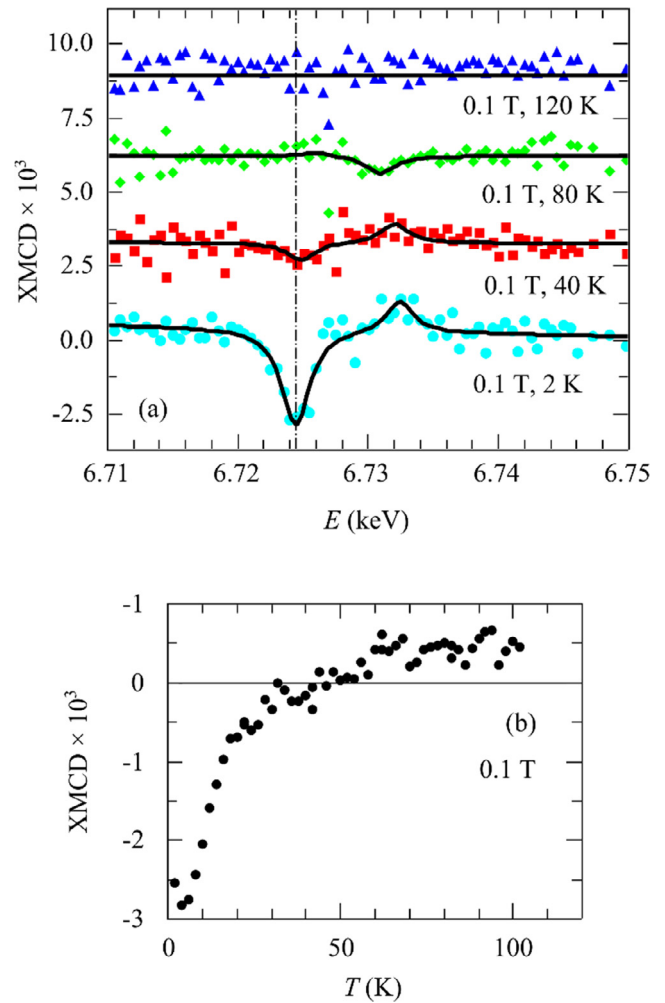 10.0
7.5
5.0
2.5
0.0
-2.5
XMCD × 10³
0.1 T, 120 K
0.1 T, 80 K
0.1 T, 40 K
0.1 T, 2 K
(a)
6.71 6.72 6.73 6.74 6.75
E (keV)
-1
0
-1
-2
-3
XMCD × 10³
(b)
0.1 T
0 50 100
T (K)